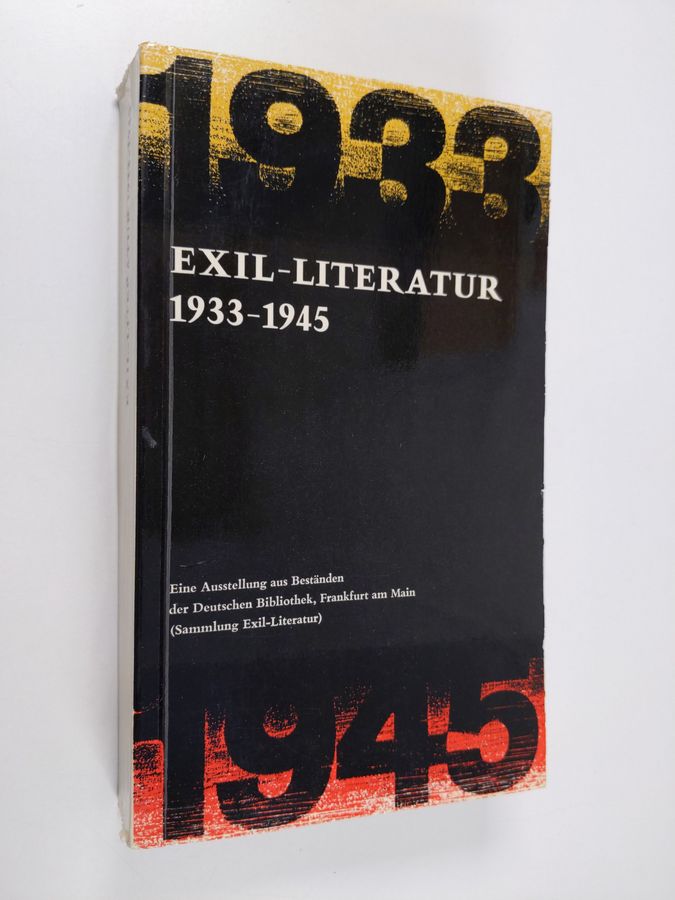 1933
EXIL-LITERATUR
1933-1945
Eine Ausstellung aus Beständen
der Deutschen Bibliothek, Frankfurt am Main
(Sammlung Exil-Literatur)
1945